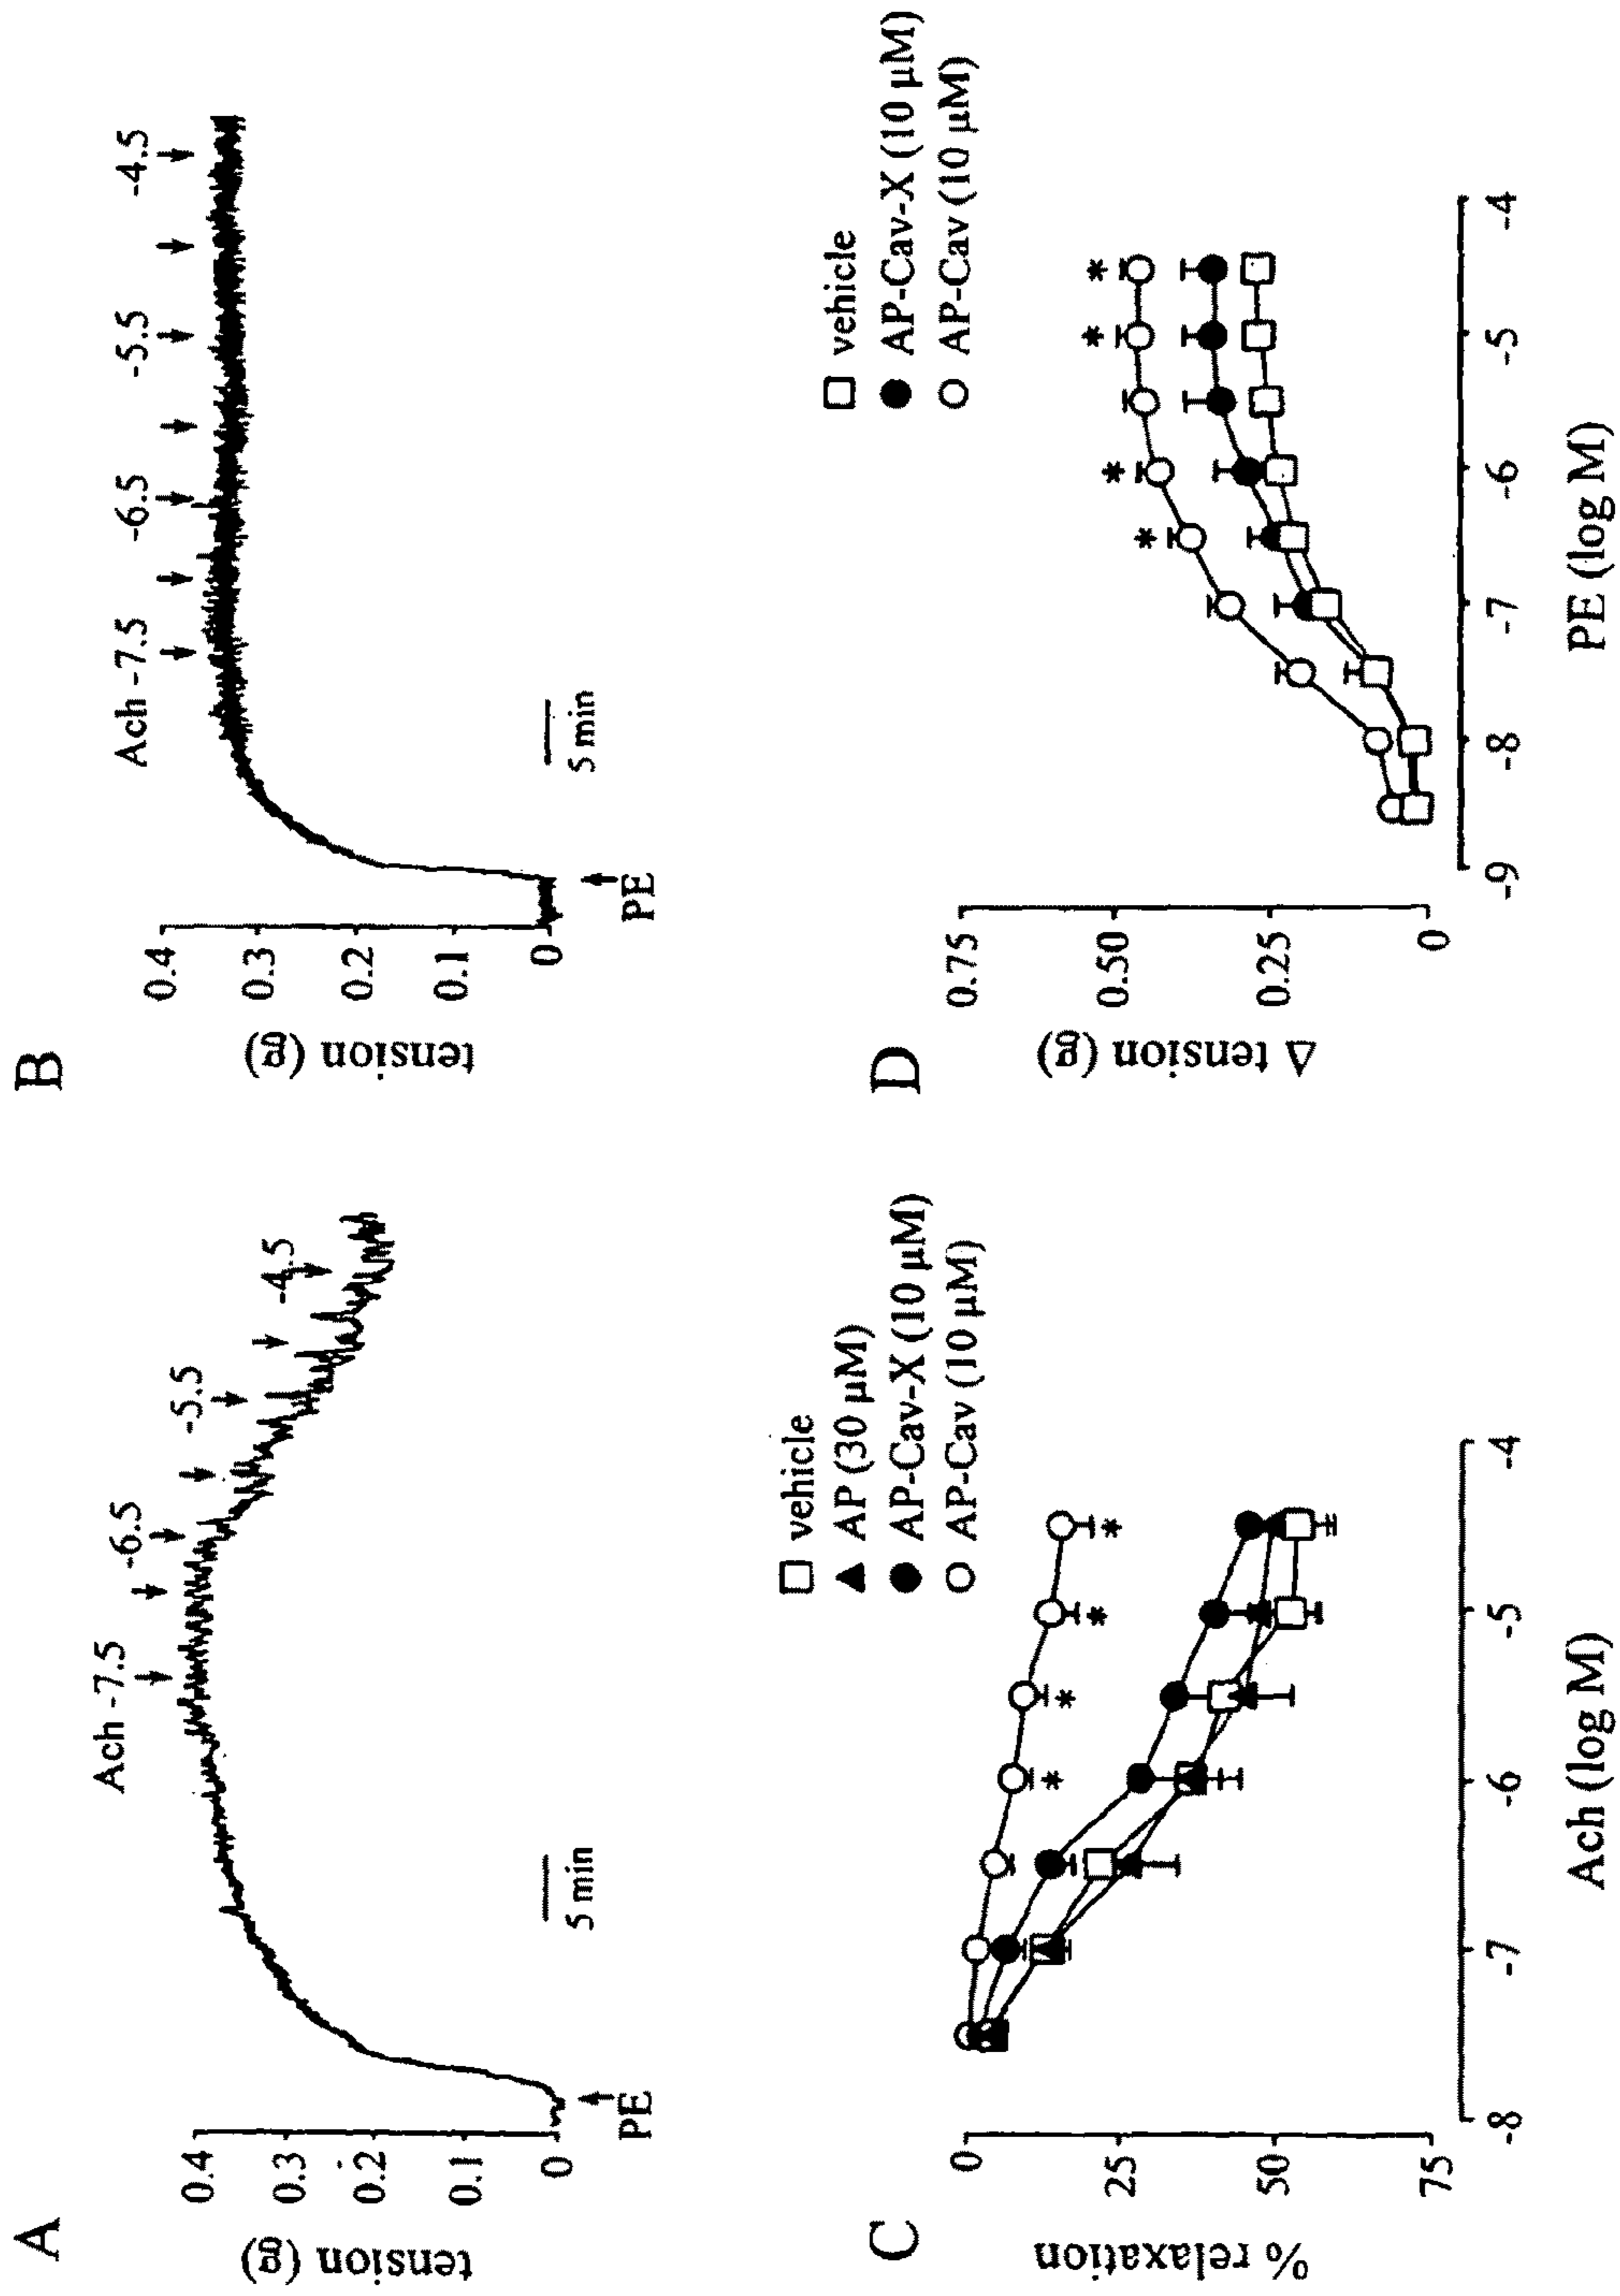 A
tension (g)
0.4
0.3
0.2
0.1
0
PE
5 min
Ach -7.5
-6.5
-5.5
-4.5
B
tension (g)
0.4
0.3
0.2
0.1
0
PE
5 min
Ach -7.5
-6.5
-5.5
-4.5
C
% relaxation
0
25
50
75
-8
-7
-6
-5
-4
Ach (log M)
vehicle
AP (30 µM)
AP-Cav-X (10 µM)
AP-Cav (10 µM)
*
*
*
*
D
Δ tension (g)
0.75
0.50
0.25
0
-9
-8
-7
-6
-5
-4
PE (log M)
vehicle
AP-Cav-X (10 µM)
AP-Cav (10 µM)
*
*
*
*